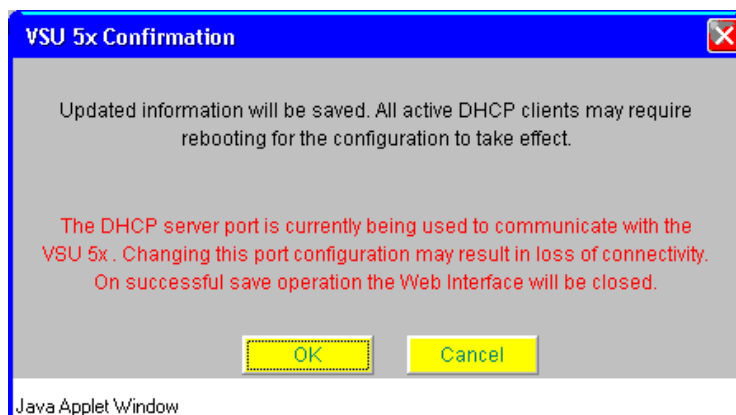 VSU 5x Confirmation
Updated information will be saved. All active DHCP clients may require
rebooting for the configuration to take effect.
The DHCP server port is currently being used to communicate with the
VSU 5x . Changing this port configuration may result in loss of connectivity.
On successful save operation the Web Interface will be closed.
OK
Cancel
Java Applet Window